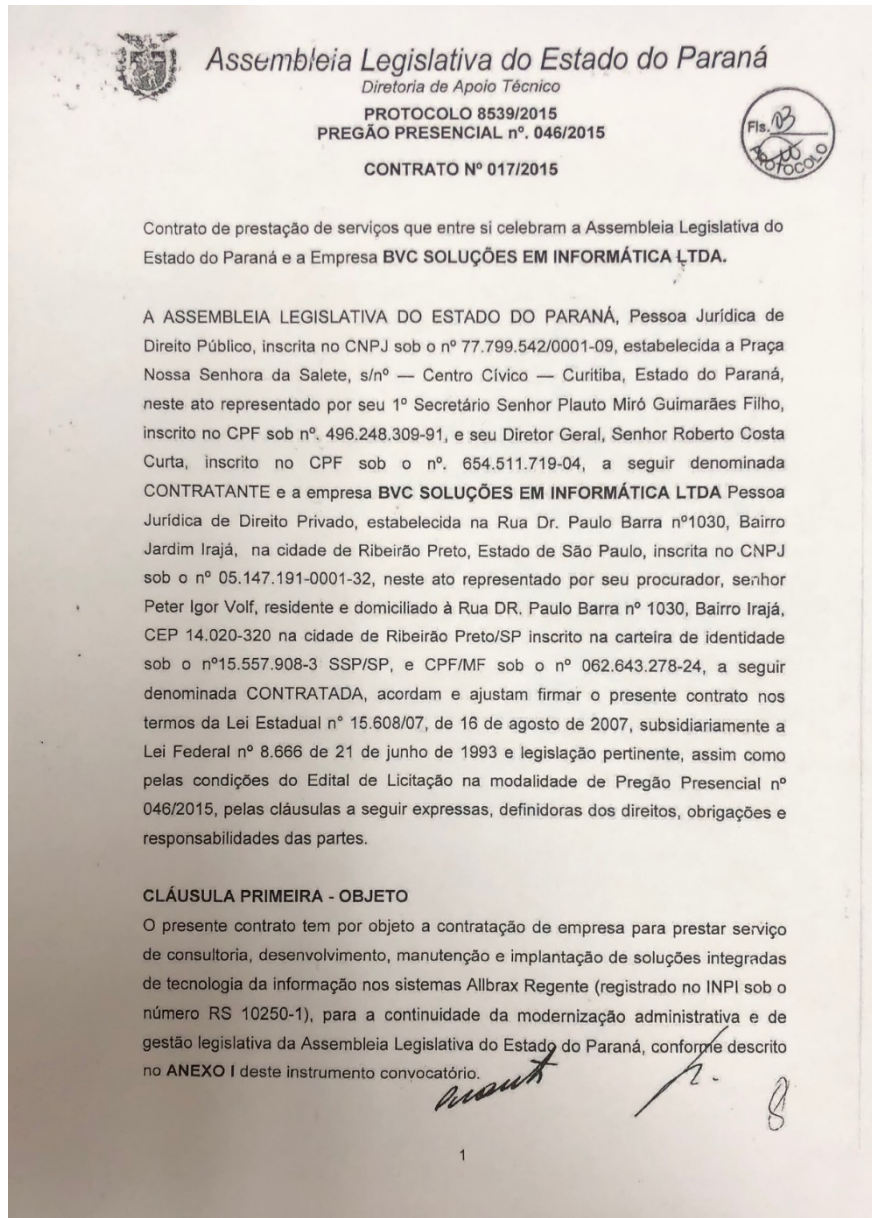 Assembleia Legislativa do Estado do Paraná
Diretoria de Apoio Técnico
PROTOCOLO 8539/2015
PREGÃO PRESENCIAL nº. 046/2015
Fls. 03
PROTOCOLO
CONTRATO Nº 017/2015
Contrato de prestação de serviços que entre si celebram a Assembleia Legislativa do
Estado do Paraná e a Empresa BVC SOLUÇÕES EM INFORMÁTICA LTDA.
A ASSEMBLEIA LEGISLATIVA DO ESTADO DO PARANÁ, Pessoa Jurídica de
Direito Público, inscrita no CNPJ sob o nº 77.799.542/0001-09, estabelecida a Praça
Nossa Senhora da Salete, s/nº — Centro Cívico — Curitiba, Estado do Paraná,
neste ato representado por seu 1º Secretário Senhor Plauto Miró Guimarães Filho,
inscrito no CPF sob nº. 496.248.309-91, e seu Diretor Geral, Senhor Roberto Costa
Curta, inscrito no CPF sob o nº. 654.511.719-04, a seguir denominada
CONTRATANTE e a empresa BVC SOLUÇÕES EM INFORMÁTICA LTDA Pessoa
Jurídica de Direito Privado, estabelecida na Rua Dr. Paulo Barra nº1030, Bairro
Jardim Irajá, na cidade de Ribeirão Preto, Estado de São Paulo, inscrita no CNPJ
sob o nº 05.147.191-0001-32, neste ato representado por seu procurador, senhor
Peter Igor Volf, residente e domiciliado à Rua DR. Paulo Barra nº 1030, Bairro Irajá,
CEP 14.020-320 na cidade de Ribeirão Preto/SP inscrito na carteira de identidade
sob o nº15.557.908-3 SSP/SP, e CPF/MF sob o nº 062.643.278-24, a seguir
denominada CONTRATADA, acordam e ajustam firmar o presente contrato nos
termos da Lei Estadual n° 15.608/07, de 16 de agosto de 2007, subsidiariamente a
Lei Federal nº 8.666 de 21 de junho de 1993 e legislação pertinente, assim como
pelas condições do Edital de Licitação na modalidade de Pregão Presencial nº
046/2015, pelas cláusulas a seguir expressas, definidoras dos direitos, obrigações e
responsabilidades das partes.
CLÁUSULA PRIMEIRA - OBJETO
O presente contrato tem por objeto a contratação de empresa para prestar serviço
de consultoria, desenvolvimento, manutenção e implantação de soluções integradas
de tecnologia da informação nos sistemas Allbrax Regente (registrado no INPI sob o
número RS 10250-1), para a continuidade da modernização administrativa e de
gestão legislativa da Assembleia Legislativa do Estado do Paraná, conforme descrito
no ANEXO I deste instrumento convocatório.
1